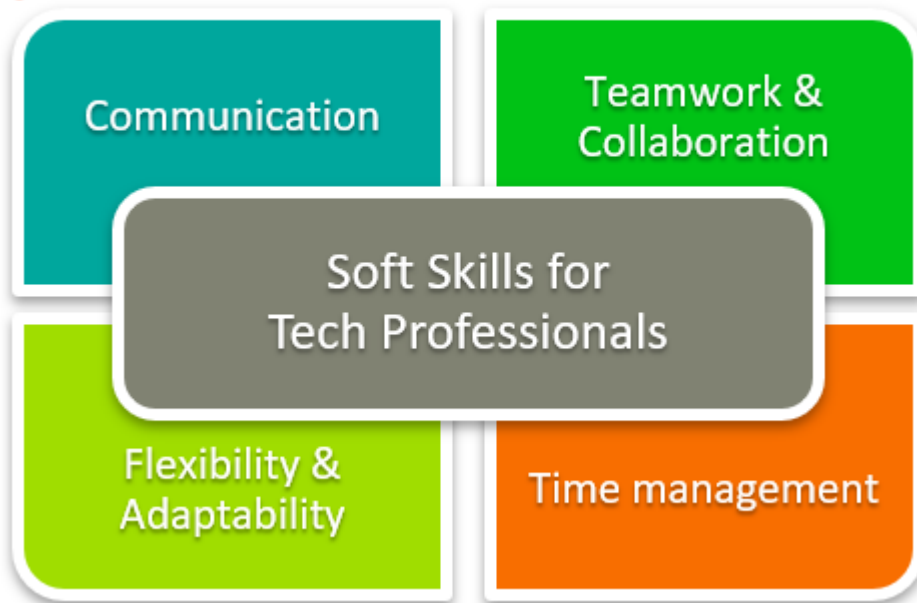 Communication
Teamwork &
Collaboration
Soft Skills for
Tech Professionals
Flexibility &
Adaptability
Time management